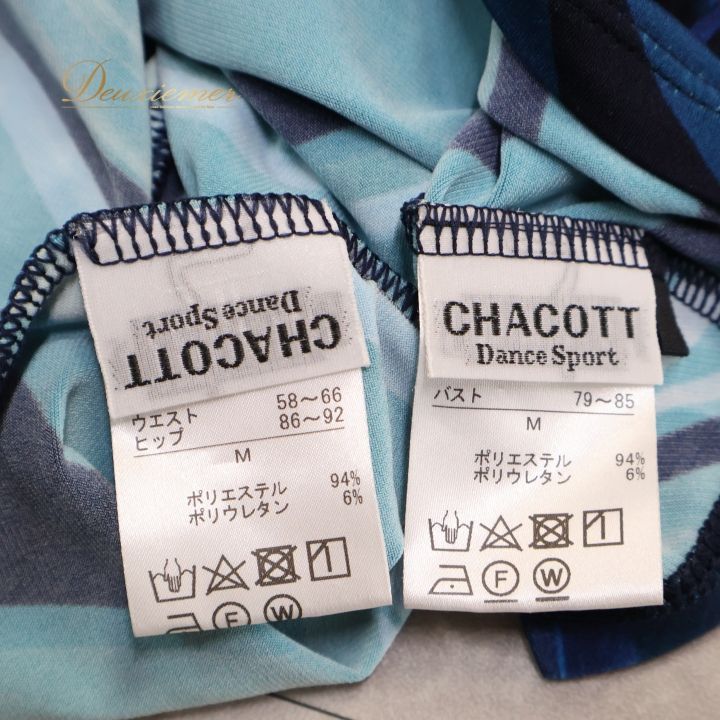 Deuxiemer
CHACOTT
Dance Sport
ウエスト 58～66
ヒップ 86～92
M
ポリエステル 94%
ポリウレタン 6%
CHACOTT
Dance Sport
バスト 79～85
M
ポリエステル 94%
ポリウレタン 6%
F W